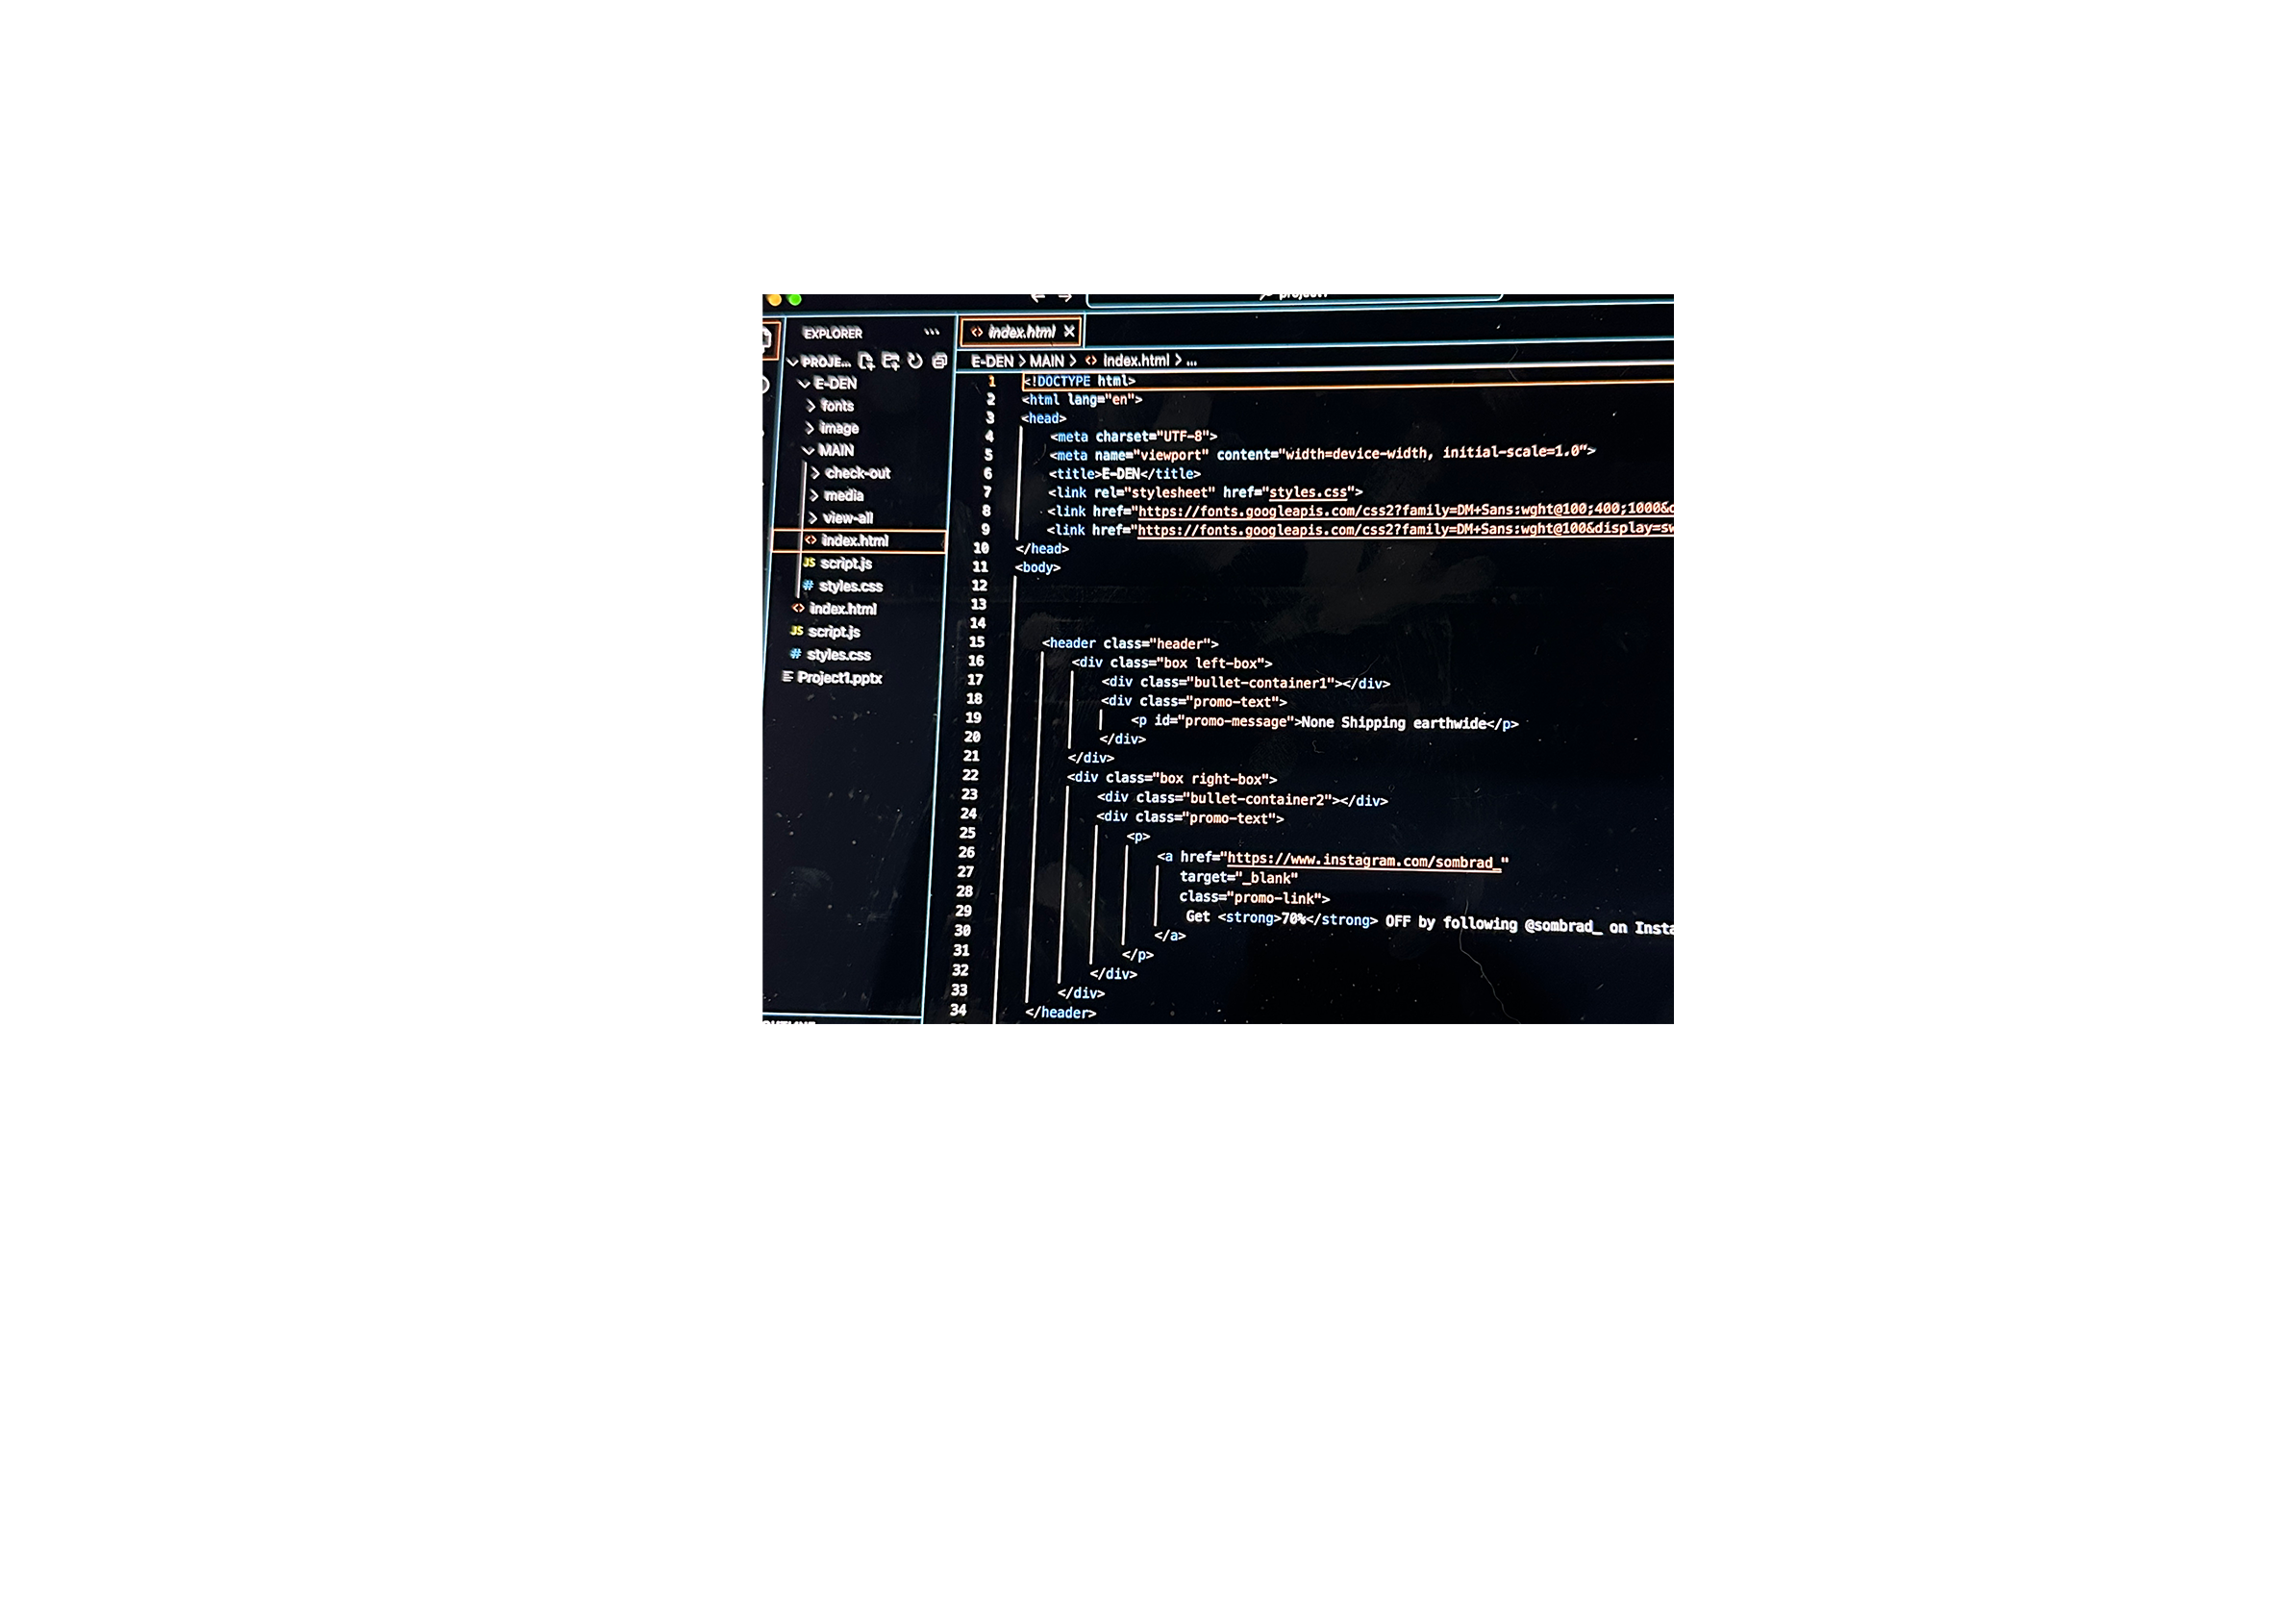 EXPLORER
index.html
PROJE...
E-DEN > MAIN > index.html > ...
E-DEN
fonts
image
MAIN
check-out
media
view-all
index.html
JS script.js
# styles.css
index.html
JS script.js
# styles.css
Project1.pptx
1 <!DOCTYPE html>
2 <html lang="en">
3 <head>
4 <meta charset="UTF-8">
5 <meta name="viewport" content="width=device-width, initial-scale=1.0">
6 <title>E-DEN</title>
7 <link rel="stylesheet" href="styles.css">
8 <link href="https://fonts.googleapis.com/css2?family=DM+Sans:wght@100;400;1000&
9 <link href="https://fonts.googleapis.com/css2?family=DM+Sans:wght@100&display=sw
10 </head>
11 <body>
12
13
14
15 <header class="header">
16 <div class="box left-box">
17 <div class="bullet-container1"></div>
18 <div class="promo-text">
19 <p id="promo-message">None Shipping earthwide</p>
20 </div>
21 </div>
22 <div class="box right-box">
23 <div class="bullet-container2"></div>
24 <div class="promo-text">
25 <p>
26 <a href="https://www.instagram.com/sombrad_"
27 target="_blank"
28 class="promo-link">
29 Get <strong>70%</strong> OFF by following @sombrad_ on Insta
30 </a>
31 </p>
32 </div>
33 </div>
34 </header>